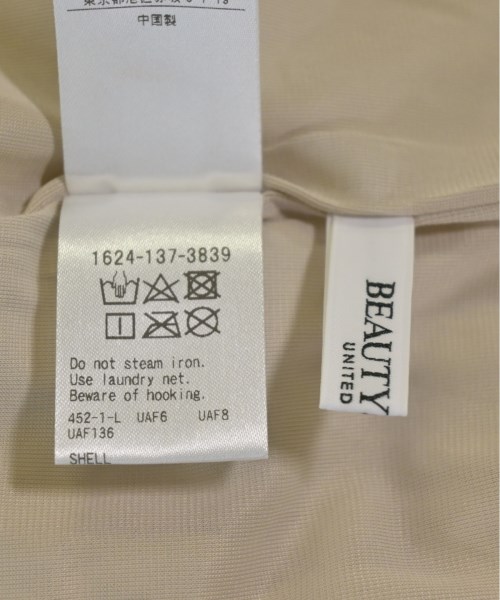 中国製
1624-137-3839
Do not steam iron.
Use laundry net.
Beware of hooking.
452-1-L UAF6 UAF8
UAF136
SHELL
BEAUTY
UNITED